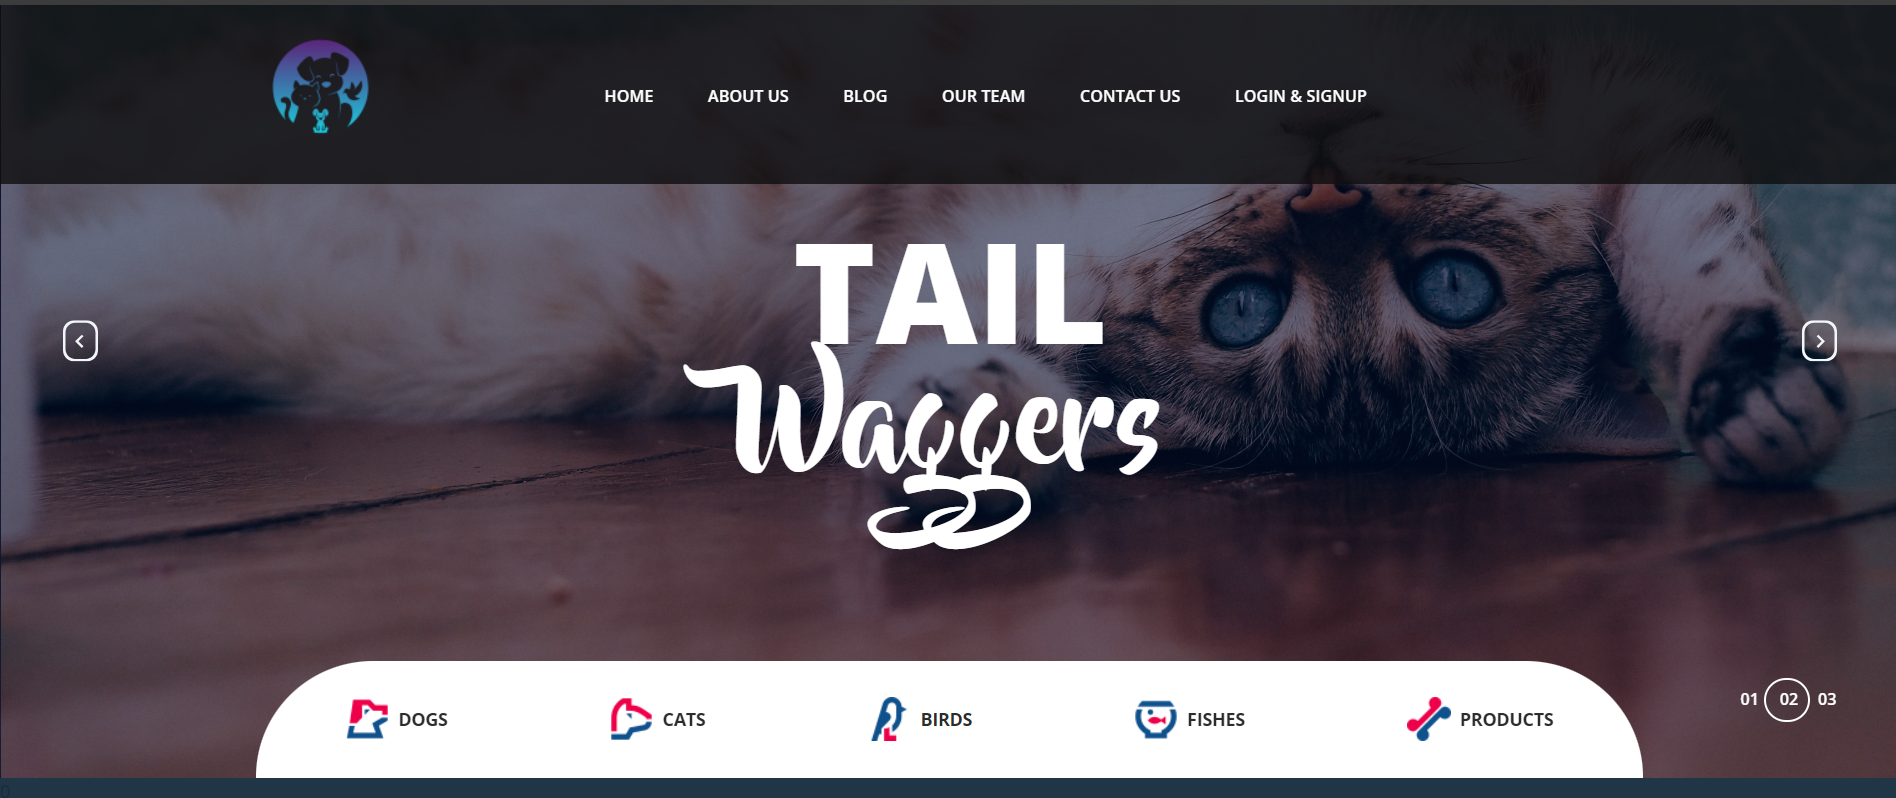 HOME ABOUT US BLOG OUR TEAM CONTACT US LOGIN & SIGNUP
TAIL
Waggers
01 02 03
DOGS CATS BIRDS FISHES PRODUCTS
0